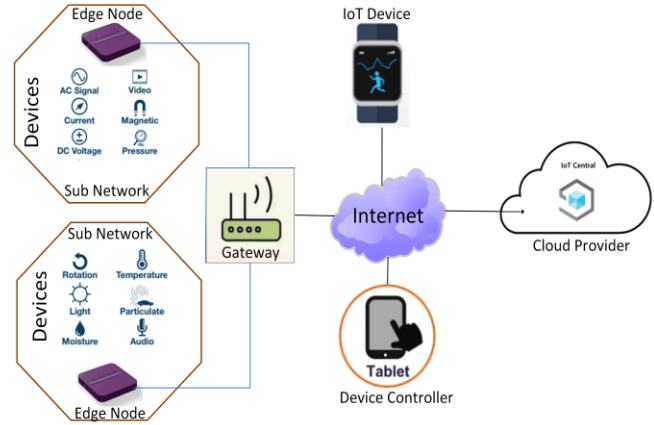 Edge Node
Devices
AC Signal
Video
Current
Magnetic
DC Voltage
Pressure
Sub Network
Sub Network
Devices
Rotation
Temperature
Light
Particulate
Moisture
Audio
Edge Node
Gateway
IoT Device
Internet
IoT Central
Cloud Provider
Tablet
Device Controller